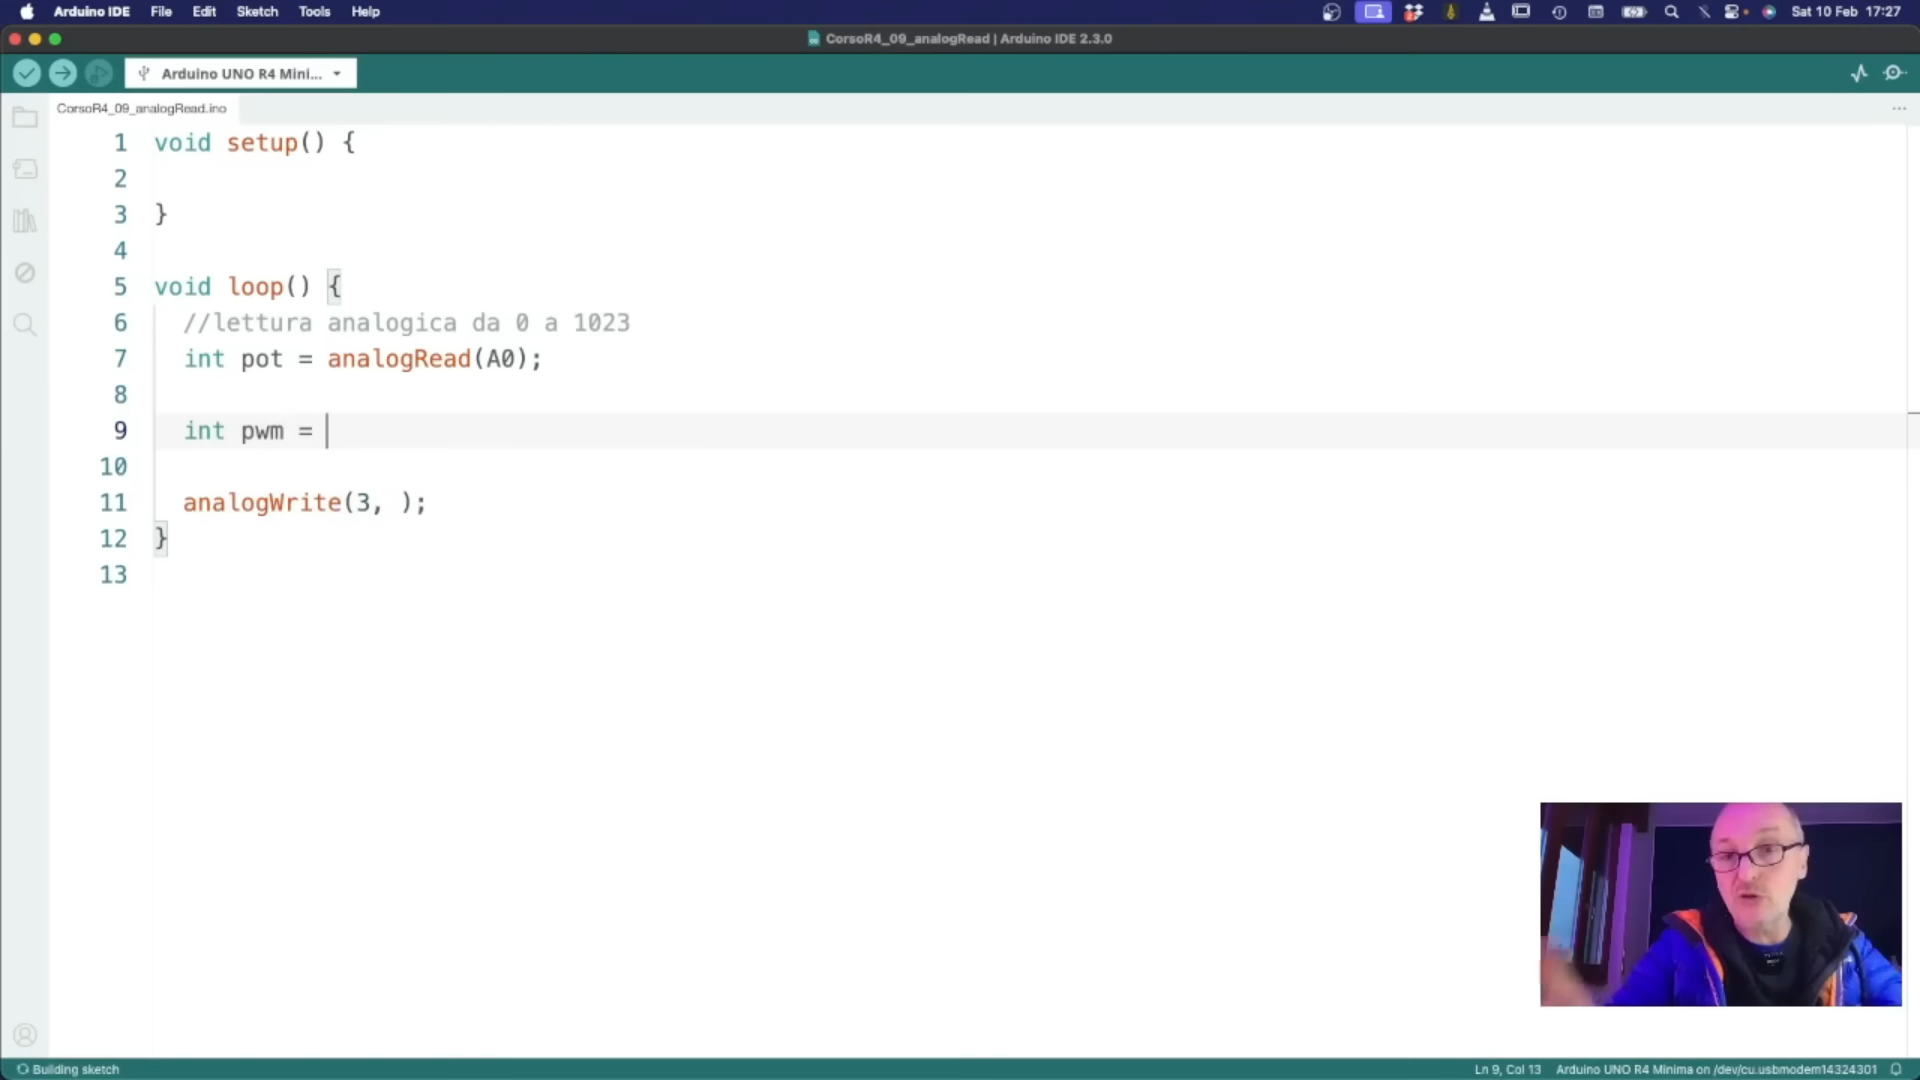 Arduino IDE File Edit Sketch Tools Help Sat 10 Feb 17:27
CorsoR4_09_analogRead | Arduino IDE 2.3.0
Arduino UNO R4 Mini...
CorsoR4_09_analogRead.ino
1 void setup() {
2
3 }
4
5 void loop() {
6 //lettura analogica da 0 a 1023
7 int pot = analogRead(A0);
8
9 int pwm =
10
11 analogWrite(3, );
12 }
13
Building sketch Ln 9, Col 13 Arduino UNO R4 Minima on /dev/cu.usbmodem14324301